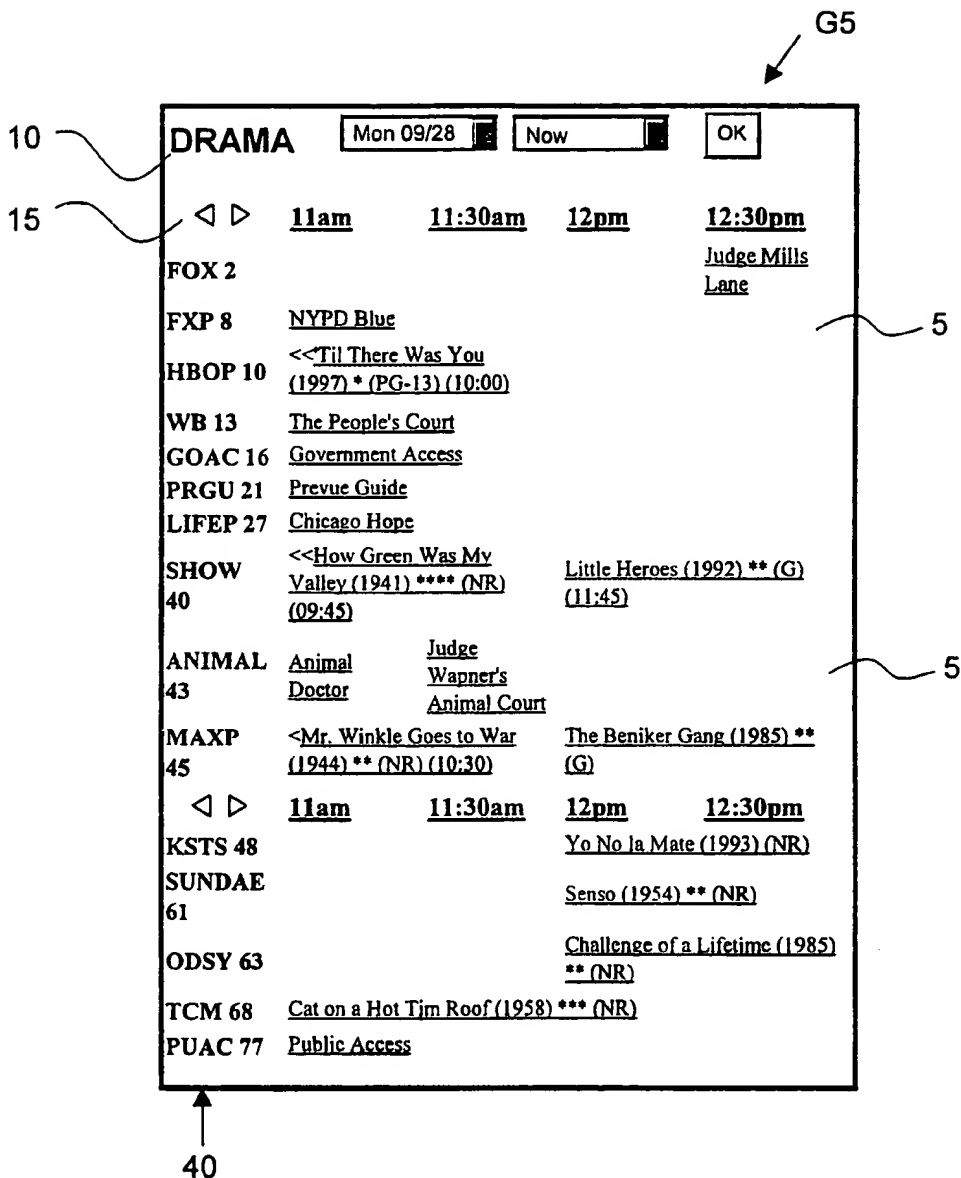 G5
10
DRAMA Mon 09/28 Now OK
15
11am 11:30am 12pm 12:30pm
FOX 2 Judge Mills
Lane
FXP 8 NYPD Blue
5
HBOP 10 <<'Til There Was You
(1997) * (PG-13) (10:00)
WB 13 The People's Court
GOAC 16 Government Access
PRGU 21 Prevue Guide
LIFEP 27 Chicago Hope
SHOW
40
<<How Green Was My
Valley (1941) **** (NR)
(09:45)
Little Heroes (1992) ** (G)
(11:45)
ANIMAL
43
Animal
Doctor
Judge
Wapner's
Animal Court
5
MAXP
45
<Mr. Winkle Goes to War
(1944) ** (NR) (10:30)
The Beniker Gang (1985) **
(G)
11am 11:30am 12pm 12:30pm
KSTS 48 Yo No la Mate (1993) (NR)
SUNDAE
61
Senso (1954) ** (NR)
ODSY 63 Challenge of a Lifetime (1985)
** (NR)
TCM 68 Cat on a Hot Tim Roof (1958) *** (NR)
PUAC 77 Public Access
40